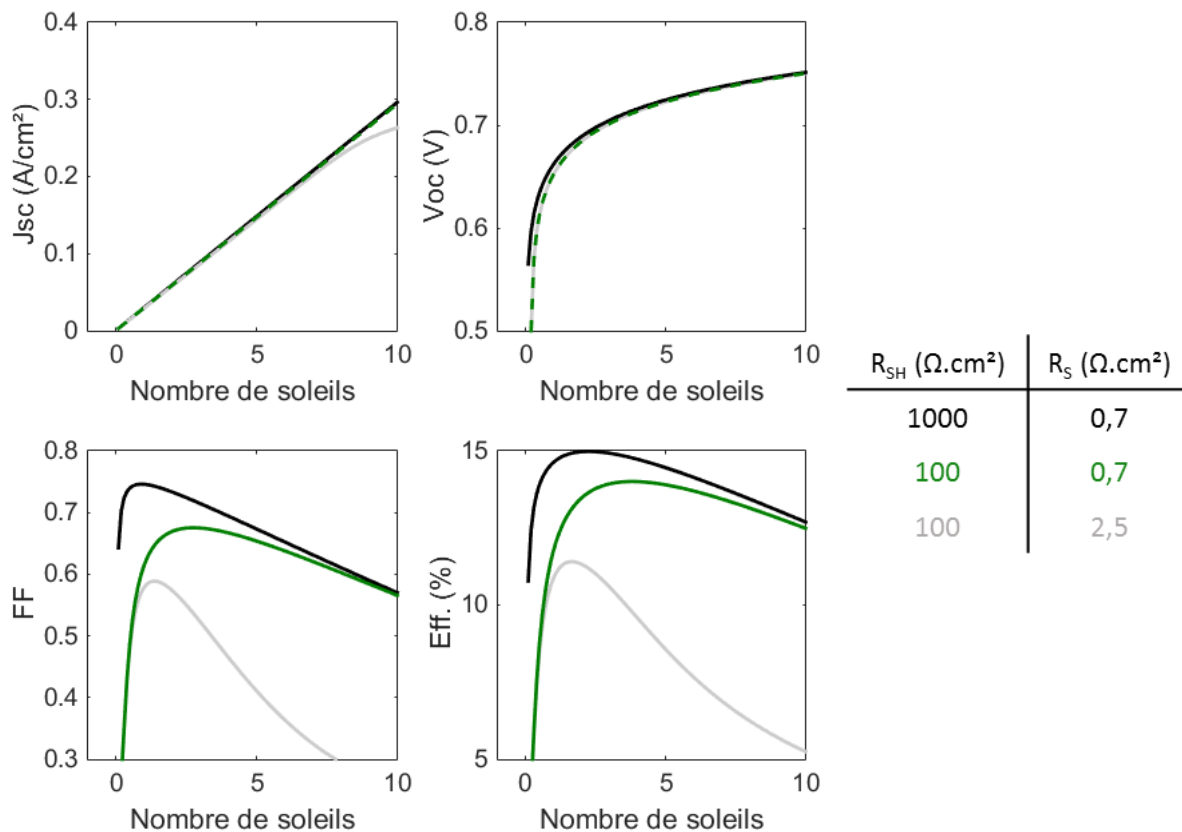 0.4
0.3
0.2
0.1
0
Jsc (A/cm²)
0 5 10
Nombre de soleils
0.8
0.7
0.6
0.5
Voc (V)
0 5 10
Nombre de soleils
0.8
0.7
0.6
0.5
0.4
0.3
FF
0 5 10
Nombre de soleils
15
10
5
Eff. (%)
0 5 10
Nombre de soleils
R_SH (Ω.cm²) R_S (Ω.cm²)
1000 0,7
100 0,7
100 2,5